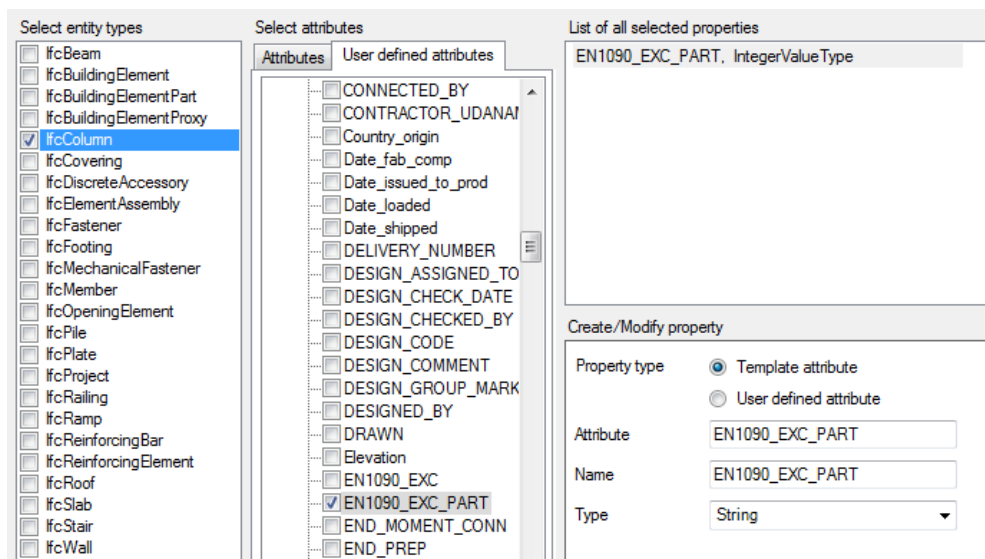 Select entity types
IfcBeam
IfcBuildingElement
IfcBuildingElementPart
IfcBuildingElementProxy
IfcColumn
IfcCovering
IfcDiscreteAccessory
IfcElementAssembly
IfcFastener
IfcFooting
IfcMechanicalFastener
IfcMember
IfcOpeningElement
IfcPile
IfcPlate
IfcProject
IfcRailing
IfcRamp
IfcReinforcingBar
IfcReinforcingElement
IfcRoof
IfcSlab
IfcStair
IfcWall
Select attributes
Attributes
User defined attributes
CONNECTED_BY
CONTRACTOR_UDANAM
Country_origin
Date_fab_comp
Date_issued_to_prod
Date_loaded
Date_shipped
DELIVERY_NUMBER
DESIGN_ASSIGNED_TO
DESIGN_CHECK_DATE
DESIGN_CHECKED_BY
DESIGN_CODE
DESIGN_COMMENT
DESIGN_GROUP_MARK
DESIGNED_BY
DRAWN
Elevation
EN1090_EXC
EN1090_EXC_PART
END_MOMENT_CONN
END_PREP
List of all selected properties
EN1090_EXC_PART, IntegerValueType
Create/Modify property
Property type
Template attribute
User defined attribute
Attribute EN1090_EXC_PART
Name EN1090_EXC_PART
Type String